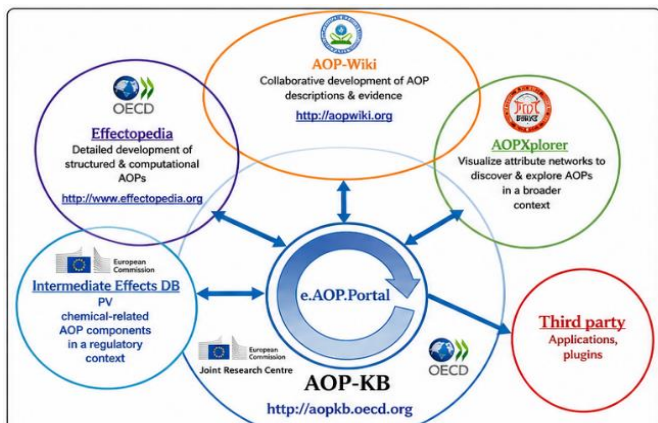 AOP-Wiki
Collaborative development of AOP
descriptions & evidence
http://aopwiki.org
OECD
Effectopedia
Detailed development of
structured & computational
AOPs
http://www.effectopedia.org
AOPXplorer
Visualize attribute networks to
discover & explore AOPs
in a broader
context
European
Commission
Intermediate Effects DB
PV
chemical-related
AOP components
in a regulatory
context
e.AOP.Portal
Third party
Applications,
plugins
European
Commission
Joint Research Centre
OECD
AOP-KB
http://aopkb.oecd.org